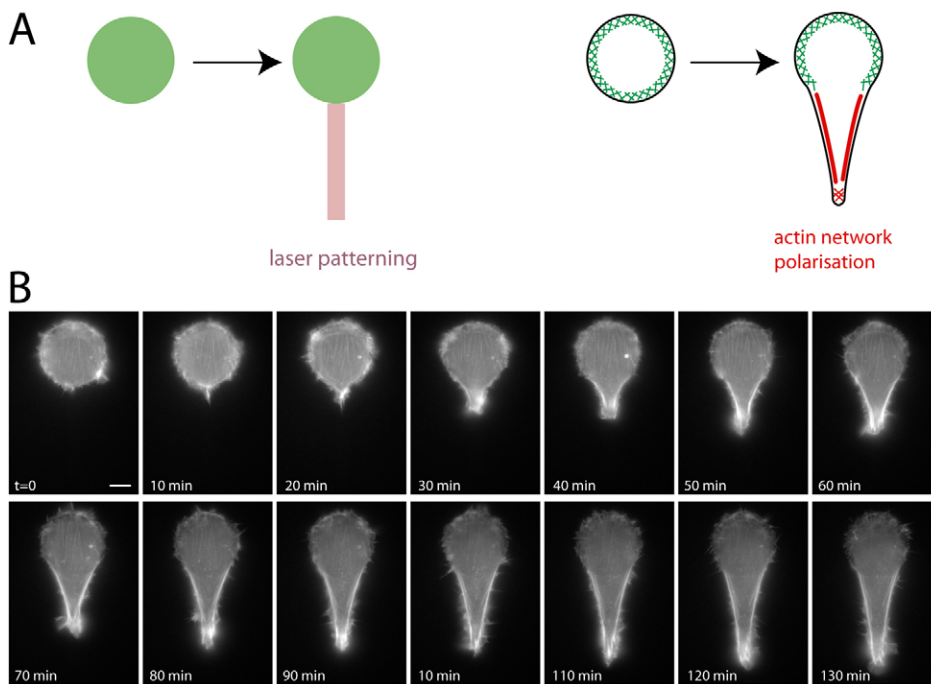 A
laser patterning
actin network
polarisation
B
t=0
10 min
20 min
30 min
40 min
50 min
60 min
70 min
80 min
90 min
10 min
110 min
120 min
130 min